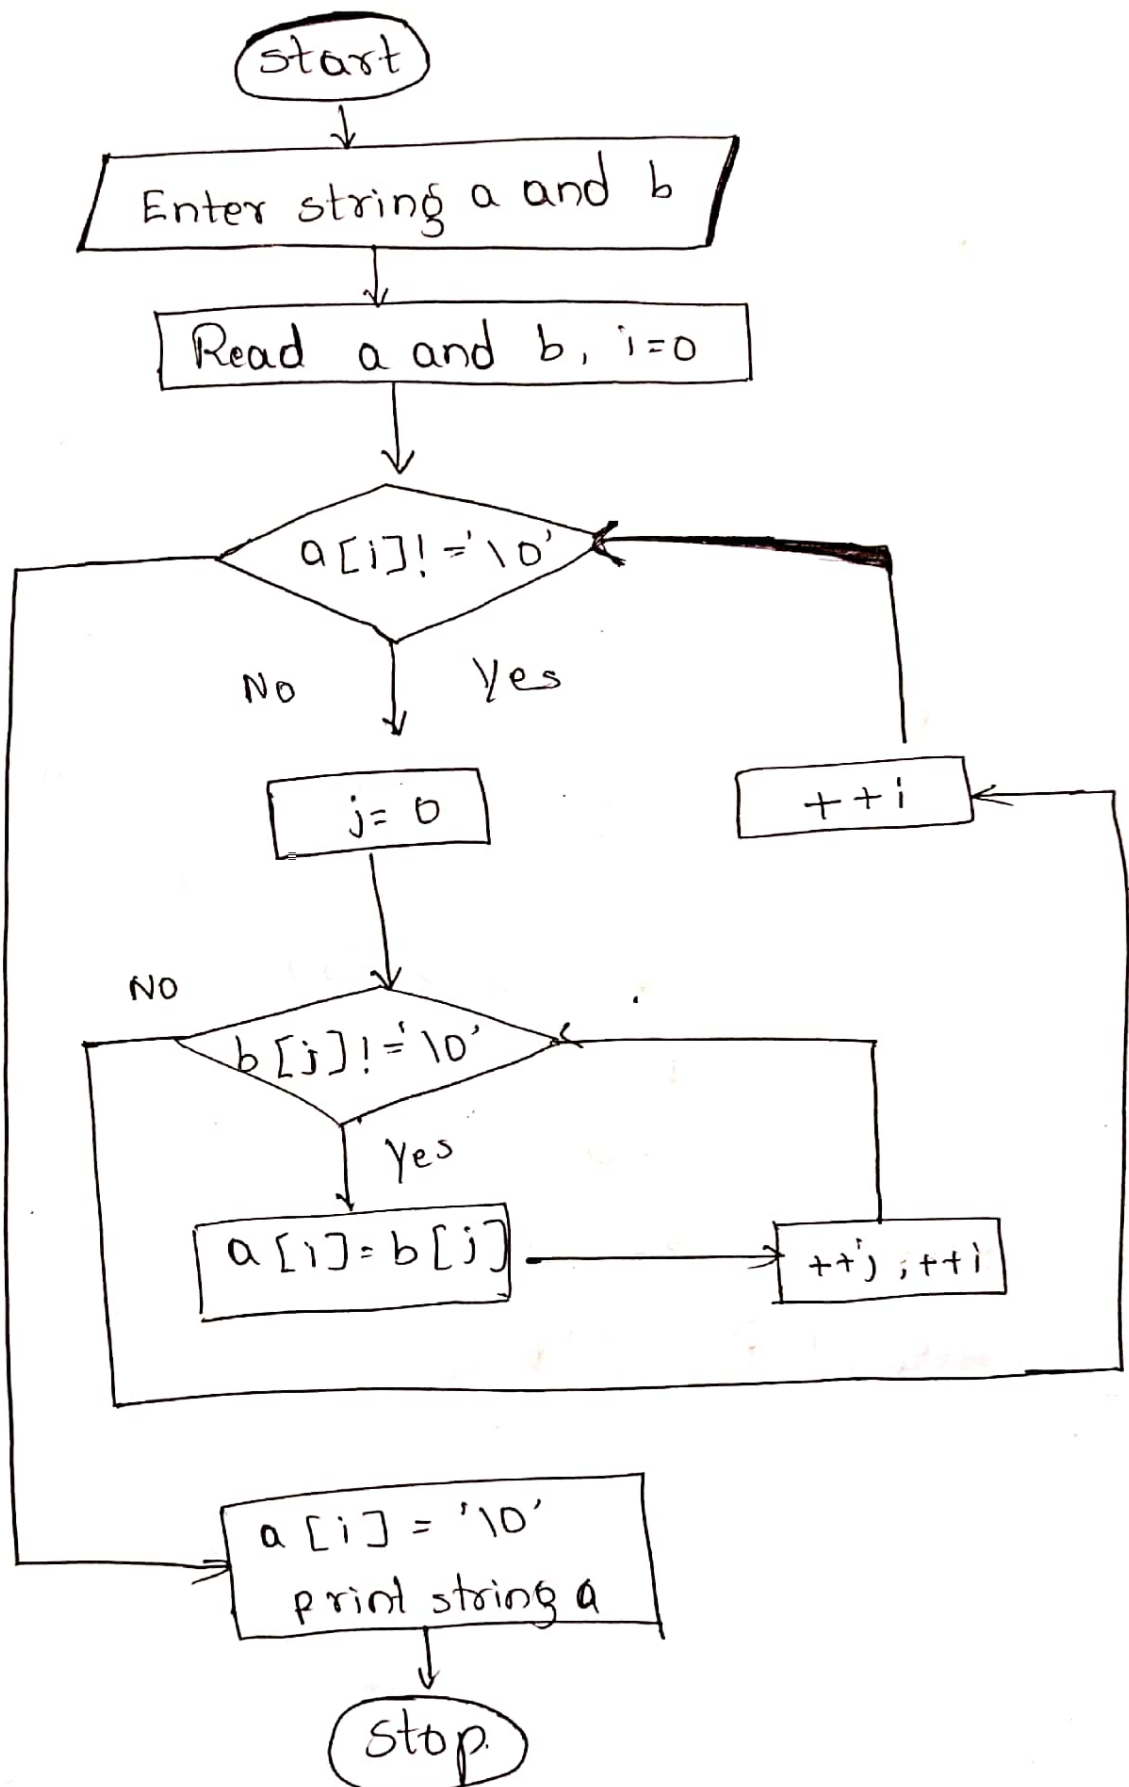 start
Enter string a and b
Read a and b, i=0
a[i]!='\0'
No Yes
j=0
++i
NO
b[j]!='\0'
Yes
a[i]=b[j]
++j;++i
a[i]='\0'
print string a
stop.